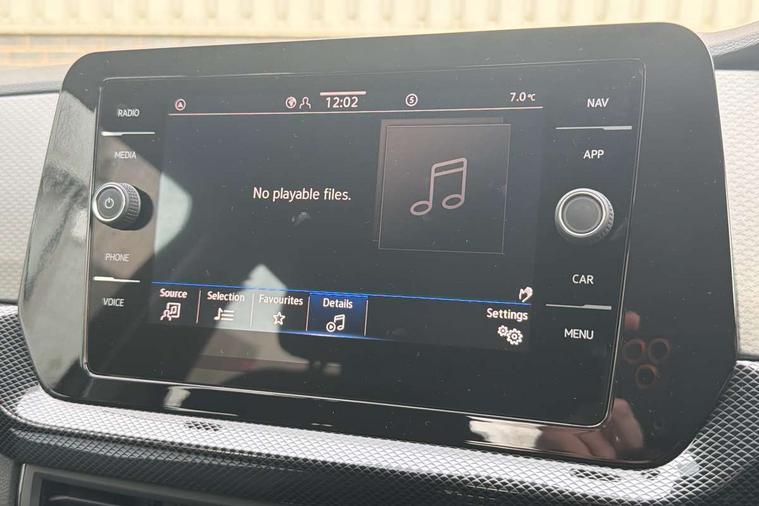 RADIO
MEDIA
PHONE
VOICE
12:02
S
7.0°C
No playable files.
Source
Selection
Favourites
Details
Settings
NAV
APP
CAR
MENU